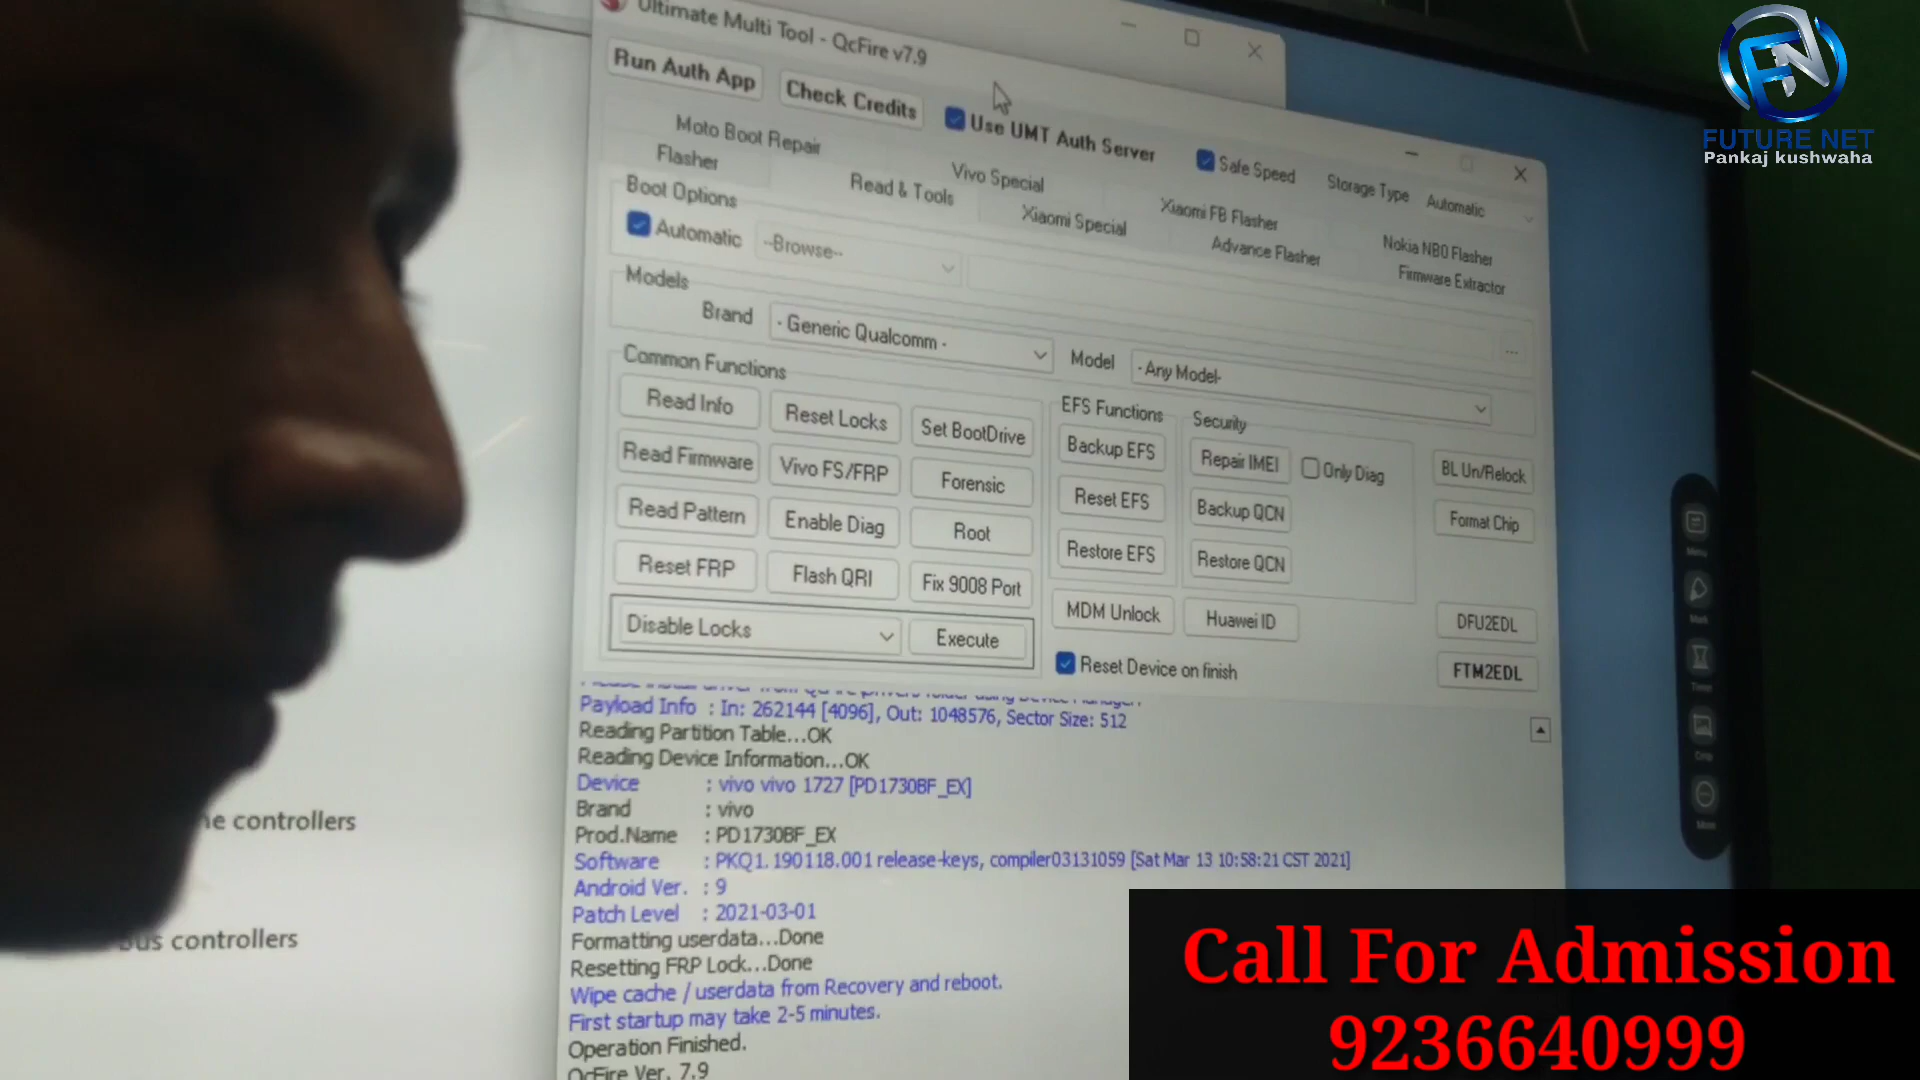 Ultimate Multi Tool - QcFire v7.9
Run Auth App
Check Credits
Use UMT Auth Server
Safe Speed
Storage Type
Automatic
Moto Boot Repair
Vivo Special
Xiaomi FB Flasher
Nokia NB0 Flasher
Flasher
Read & Tools
Xiaomi Special
Advance Flasher
Firmware Extractor
Boot Options
Automatic
--Browse--
...
Models
Brand
- Generic Qualcomm -
Model
- Any Model-
Common Functions
Read Info
Reset Locks
Set BootDrive
Read Firmware
Vivo FS/FRP
Forensic
Read Pattern
Enable Diag
Root
Reset FRP
Flash QRI
Fix 9008 Port
Disable Locks
Execute
EFS Functions
Backup EFS
Reset EFS
Restore EFS
MDM Unlock
Security
Repair IMEI
Only Diag
Backup QCN
Restore QCN
Huawei ID
BL Un/Relock
Format Chip
DFU2EDL
FTM2EDL
Reset Device on finish
Payload Info : In: 262144 [4096], Out: 1048576, Sector Size: 512
Reading Partition Table...OK
Reading Device Information...OK
Device : vivo vivo 1727 [PD1730BF_EX]
Brand : vivo
Prod.Name : PD1730BF_EX
Software : PKQ1.190118.001 release-keys, compiler03131059 [Sat Mar 13 10:58:21 CST 2021]
Android Ver. : 9
Patch Level : 2021-03-01
Formatting userdata...Done
Resetting FRP Lock...Done
Wipe cache / userdata from Recovery and reboot.
First startup may take 2-5 minutes.
Operation Finished.
QcFire Ver. 7.9
controllers
controllers
Menu
FUTURE NET
Pankaj kushwaha
Call For Admission
9236640999